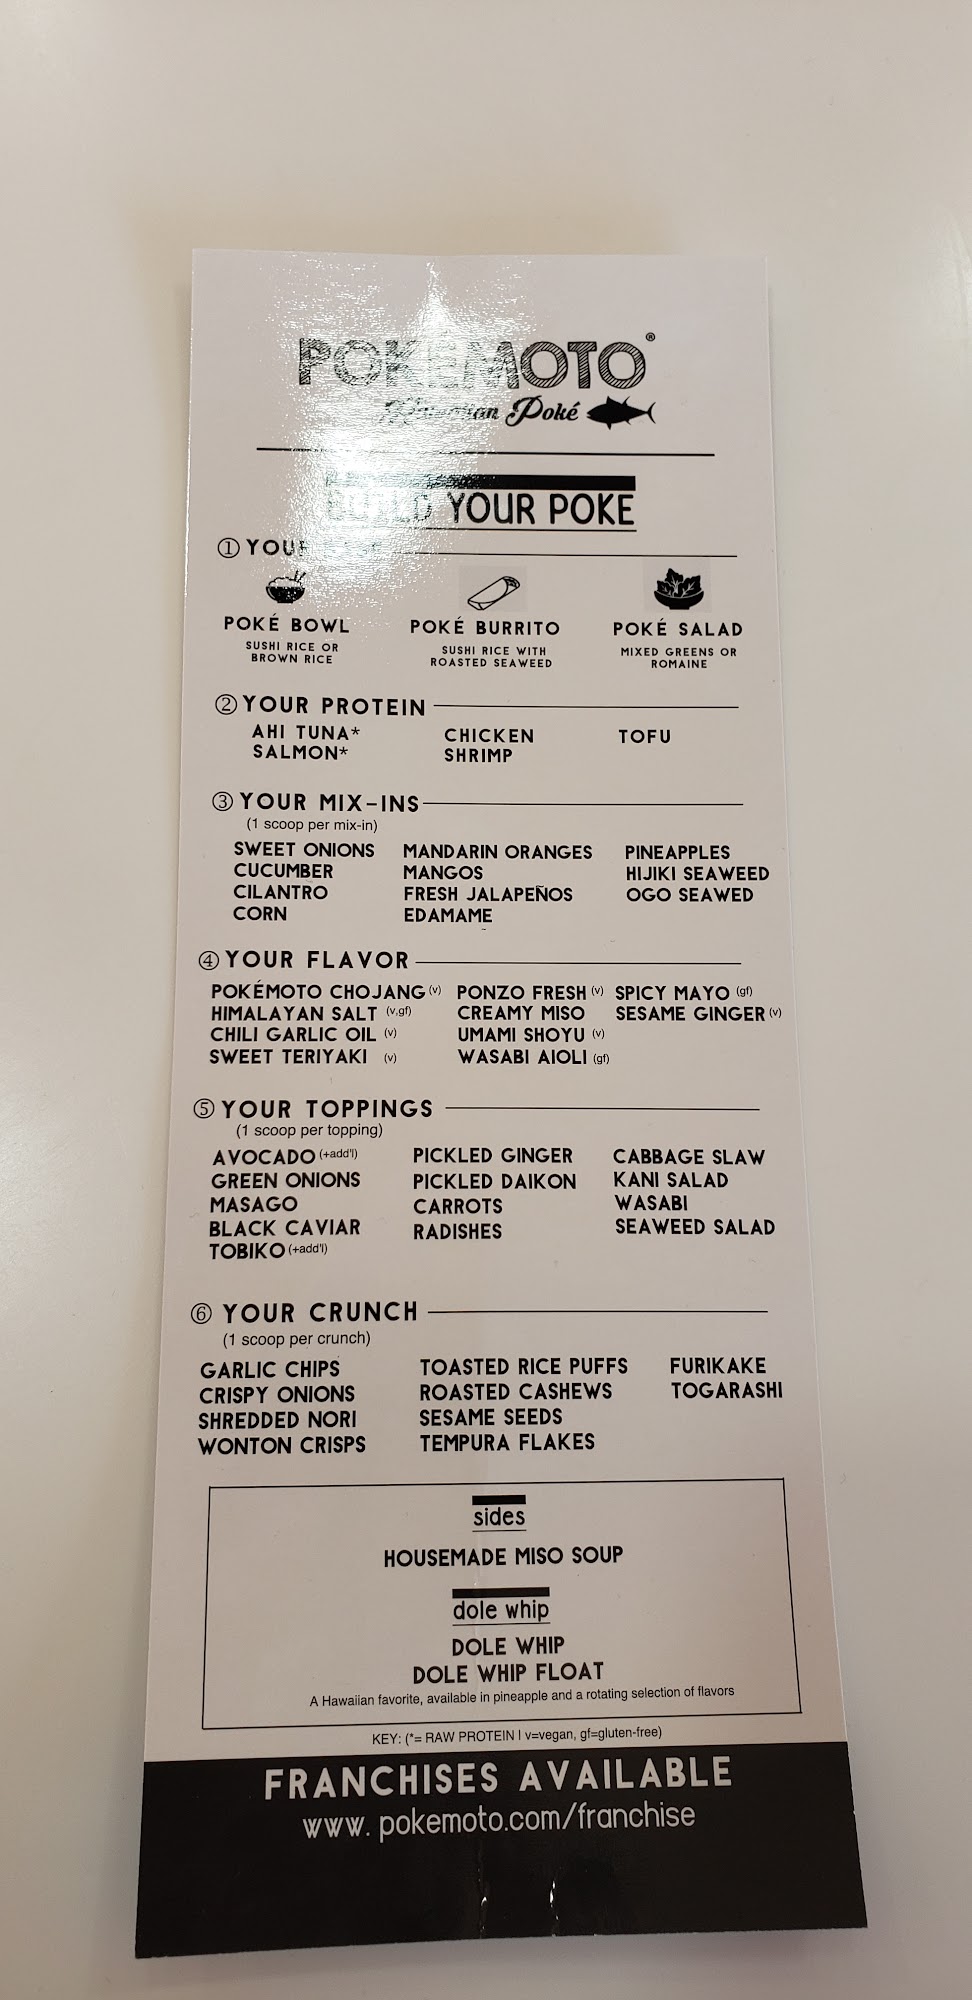 POKÉMOTO®
Hawaiian Poké
BUILD YOUR POKE
① YOUR BASE
POKÉ BOWL
SUSHI RICE OR
BROWN RICE
POKÉ BURRITO
SUSHI RICE WITH
ROASTED SEAWEED
POKÉ SALAD
MIXED GREENS OR
ROMAINE
② YOUR PROTEIN
AHI TUNA*
SALMON*
CHICKEN
SHRIMP
TOFU
③ YOUR MIX-INS
(1 scoop per mix-in)
SWEET ONIONS
CUCUMBER
CILANTRO
CORN
MANDARIN ORANGES
MANGOS
FRESH JALAPEÑOS
EDAMAME
PINEAPPLES
HIJIKI SEAWEED
OGO SEAWED
④ YOUR FLAVOR
POKÉMOTO CHOJANG (v)
HIMALAYAN SALT (v,gf)
CHILI GARLIC OIL (v)
SWEET TERIYAKI (v)
PONZO FRESH (v)
CREAMY MISO
UMAMI SHOYU (v)
WASABI AIOLI (gf)
SPICY MAYO (gf)
SESAME GINGER (v)
⑤ YOUR TOPPINGS
(1 scoop per topping)
AVOCADO (+add'l)
GREEN ONIONS
MASAGO
BLACK CAVIAR
TOBIKO (+add'l)
PICKLED GINGER
PICKLED DAIKON
CARROTS
RADISHES
CABBAGE SLAW
KANI SALAD
WASABI
SEAWEED SALAD
⑥ YOUR CRUNCH
(1 scoop per crunch)
GARLIC CHIPS
CRISPY ONIONS
SHREDDED NORI
WONTON CRISPS
TOASTED RICE PUFFS
ROASTED CASHEWS
SESAME SEEDS
TEMPURA FLAKES
FURIKAKE
TOGARASHI
sides
HOUSEMADE MISO SOUP
dole whip
DOLE WHIP
DOLE WHIP FLOAT
A Hawaiian favorite, available in pineapple and a rotating selection of flavors
KEY: (*= RAW PROTEIN | v=vegan, gf=gluten-free)
FRANCHISES AVAILABLE
www. pokemoto.com/franchise